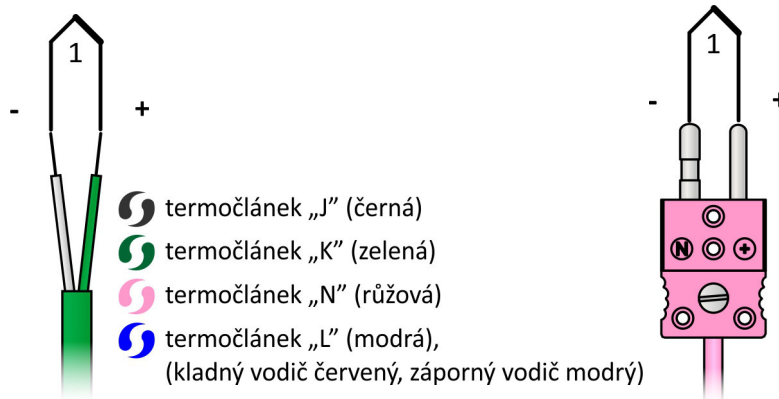 1
- +
termočlánek „J” (černá)
termočlánek „K” (zelená)
termočlánek „N” (růžová)
termočlánek „L” (modrá),
(kladný vodič červený, záporný vodič modrý)
1
- +
N +